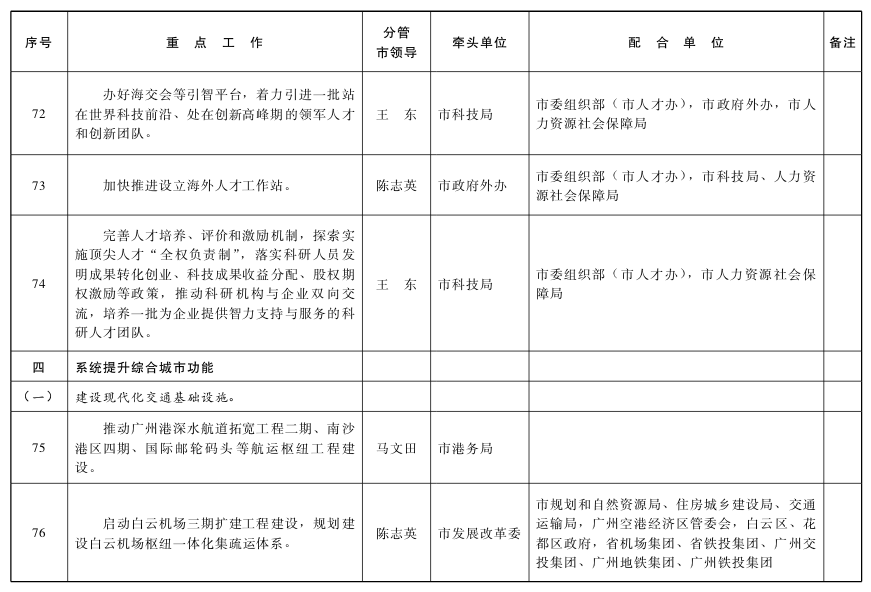 序号
重 点 工 作
分管
市领导
牵头单位
配 合 单 位
备注
72
办好海交会等引智平台，着力引进一批站
在世界科技前沿、处在创新高峰期的领军人才
和创新团队。
王 东
市科技局
市委组织部（市人才办），市政府外办，市人
力资源社会保障局
73
加快推进设立海外人才工作站。
陈志英
市政府外办
市委组织部（市人才办），市科技局、人力资
源社会保障局
74
完善人才培养、评价和激励机制，探索实
施顶尖人才“全权负责制”，落实科研人员发
明成果转化创业、科技成果收益分配、股权期
权激励等政策，推动科研机构与企业双向交
流，培养一批为企业提供智力支持与服务的科
研人才团队。
王 东
市科技局
市委组织部（市人才办），市人力资源社会保
障局
四
系统提升综合城市功能
（一）
建设现代化交通基础设施。
75
推动广州港深水航道拓宽工程二期、南沙
港区四期、国际邮轮码头等航运枢纽工程建
设。
马文田
市港务局
76
启动白云机场三期扩建工程建设，规划建
设白云机场枢纽一体化集疏运体系。
陈志英
市发展改革委
市规划和自然资源局、住房城乡建设局、交通
运输局，广州空港经济区管委会，白云区、花
都区政府，省机场集团、省铁投集团、广州交
投集团、广州地铁集团、广州铁投集团